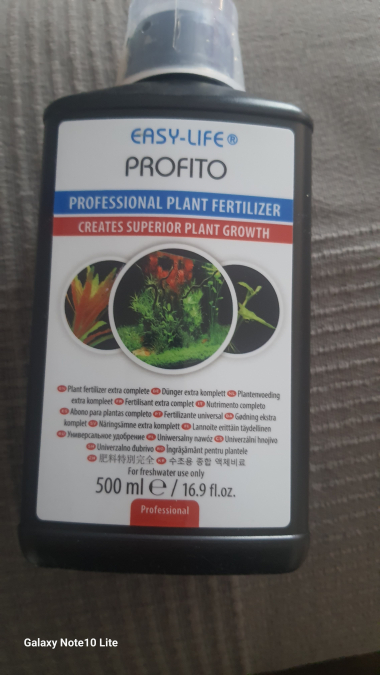 EASY-LIFE®
PROFITO
PROFESSIONAL PLANT FERTILIZER
CREATES SUPERIOR PLANT GROWTH
Plant fertilizer extra complete Dünger extra komplett Plantenvoeding
extra kompleet Fertilisant extra complet Nutrimento completo
Abono para plantas completo Fertilizante universal Gødning ekstra
komplet Näringsämne extra komplett Lannoite erittäin täydellinen
Универсальное удобрение Uniwersalny nawóz Univerzální hnojivo
Univerzalno đubrivo Îngrășământ pentru plantele
肥料特別完全 수초용 종합 액체비료
For freshwater use only
500 ml ℮ / 16.9 fl.oz.
Professional
Galaxy Note10 Lite